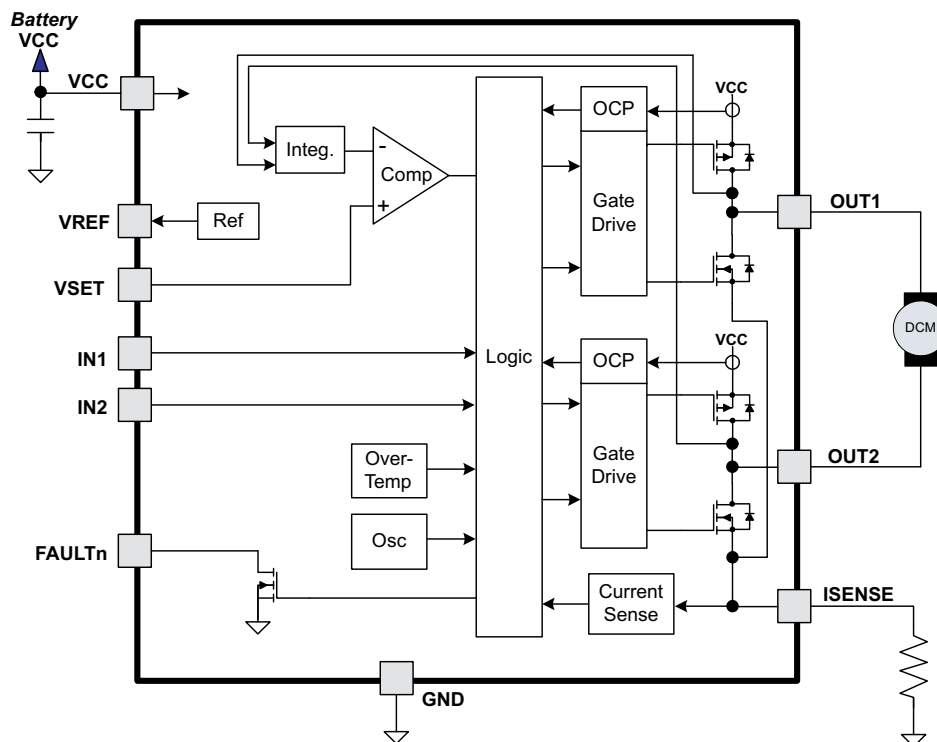 Battery
VCC
VCC
VCC
OCP
Integ.
-
Comp
+
Gate
Drive
VREF
Ref
OUT1
VSET
DCM
IN1
Logic
VCC
OCP
IN2
Over-
Temp
Gate
Drive
OUT2
Osc
FAULTn
Current
Sense
ISENSE
GND